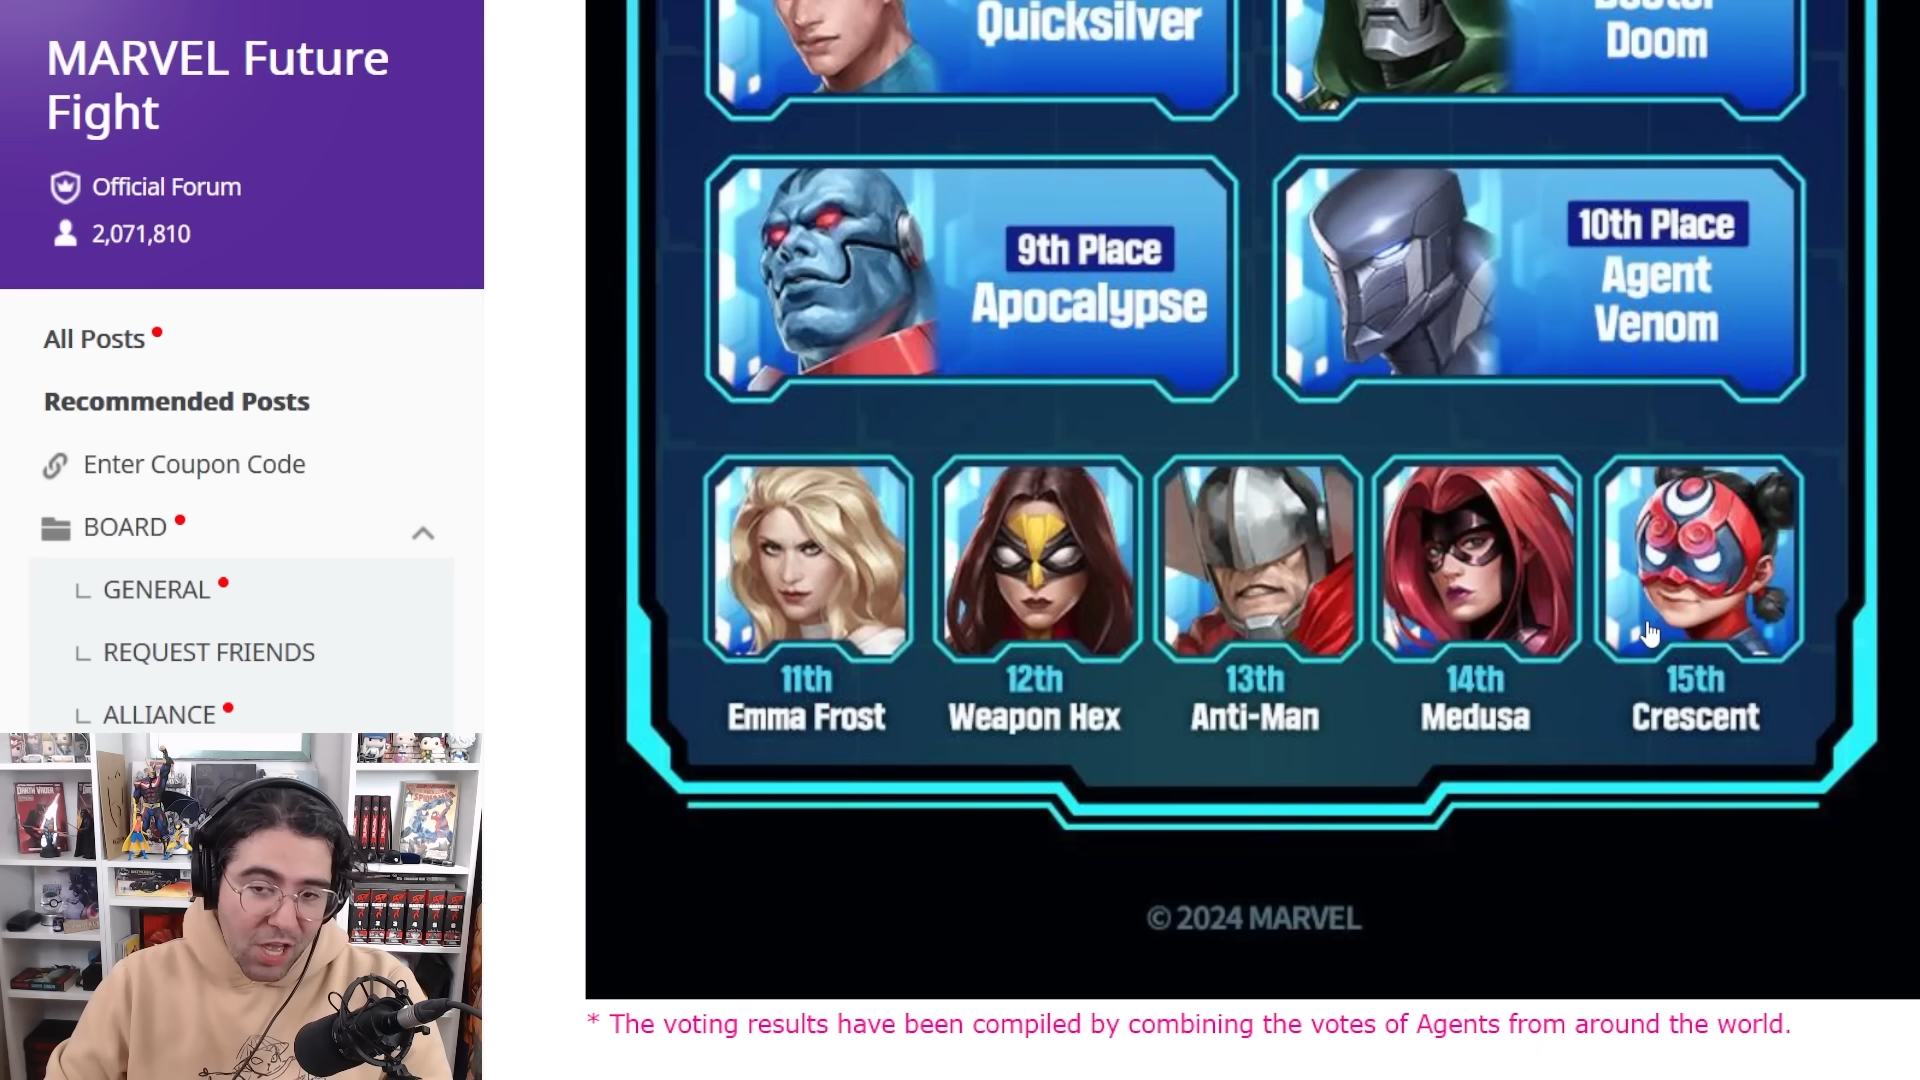 MARVEL Future
Fight
Official Forum
2,071,810
All Posts
Recommended Posts
Enter Coupon Code
BOARD
GENERAL
REQUEST FRIENDS
ALLIANCE
Quicksilver
Doctor
Doom
9th Place
Apocalypse
10th Place
Agent
Venom
11th
Emma Frost
12th
Weapon Hex
13th
Anti-Man
14th
Medusa
15th
Crescent
© 2024 MARVEL
* The voting results have been compiled by combining the votes of Agents from around the world.
DARTH VADER